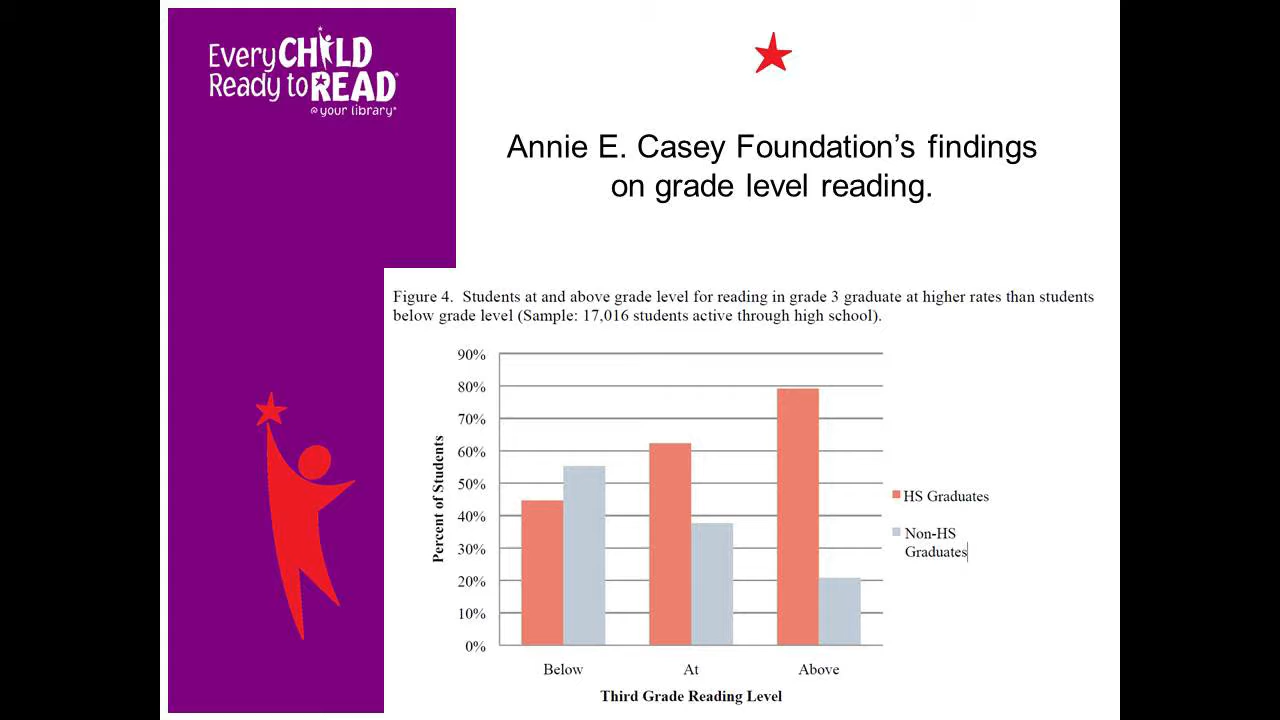 Every CHILD
Ready to READ®
@ your library®
Annie E. Casey Foundation’s findings
on grade level reading.
Figure 4. Students at and above grade level for reading in grade 3 graduate at higher rates than students
below grade level (Sample: 17,016 students active through high school).
90%
80%
70%
60%
50%
40%
30%
20%
10%
0%
Percent of Students
Below At Above
Third Grade Reading Level
HS Graduates
Non-HS
Graduates